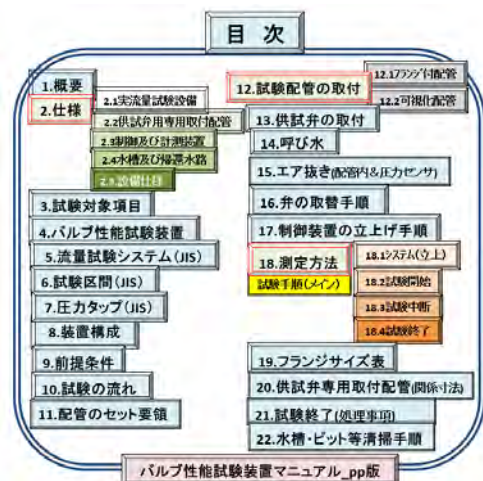 目 次
1.概要
2.仕様
2.1実流量試験設備
2.2供試弁用専用取付配管
2.3制御及び計測装置
2.4水槽及び帰還水路
2.5設備仕様
3.試験対象項目
4.バルブ性能試験装置
5.流量試験システム(JIS)
6.試験区間(JIS)
7.圧力タップ(JIS)
8.装置構成
9.前提条件
10.試験の流れ
11.配管のセット要領
12.試験配管の取付
12.1フランジ付配管
12.2可視化配管
13.供試弁の取付
14.呼び水
15.エア抜き(配管内&圧力センサ)
16.弁の取替手順
17.制御装置の立上げ手順
18.測定方法
試験手順(メイン)
18.1システム(立上)
18.2試験開始
18.3試験中断
18.4試験終了
19.フランジサイズ表
20.供試弁専用取付配管(関係寸法)
21.試験終了(処理事項)
22.水槽・ピット等清掃手順
バルブ性能試験装置マニュアル_pp版